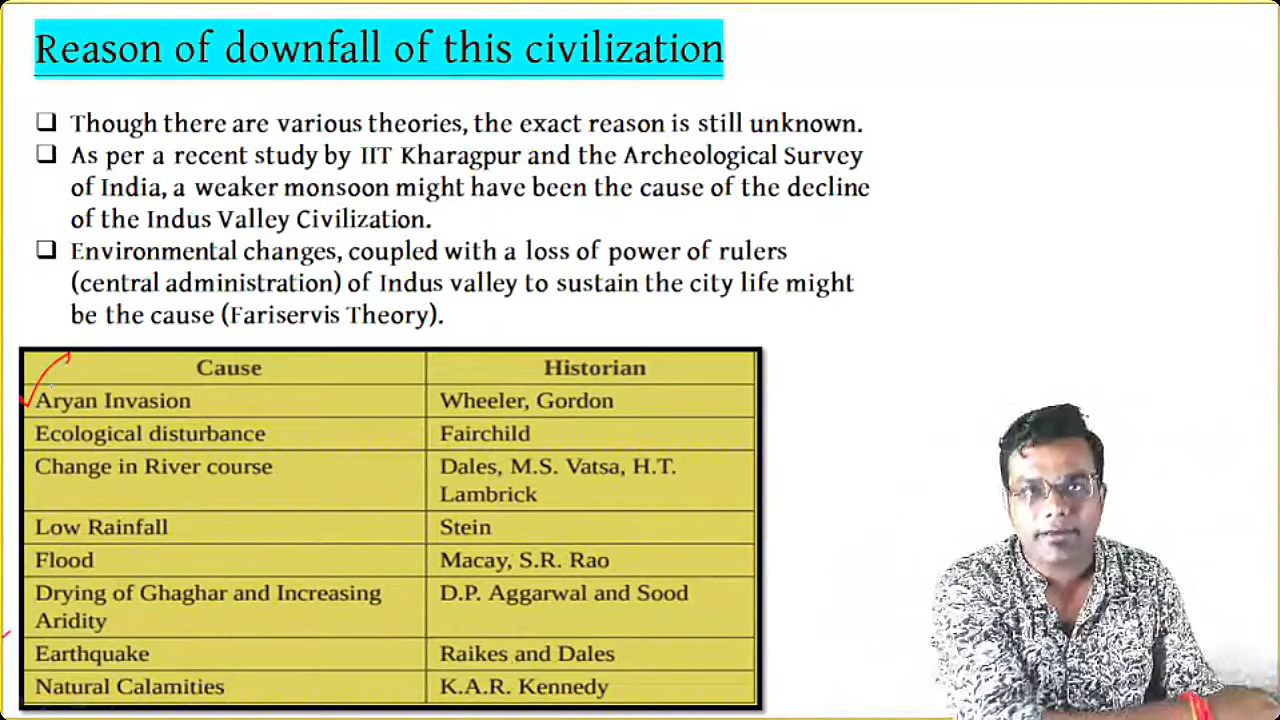 Reason of downfall of this civilization
Though there are various theories, the exact reason is still unknown.
As per a recent study by IIT Kharagpur and the Archeological Survey
of India, a weaker monsoon might have been the cause of the decline
of the Indus Valley Civilization.
Environmental changes, coupled with a loss of power of rulers
(central administration) of Indus valley to sustain the city life might
be the cause (Fariservis Theory).
Cause Historian
Aryan Invasion Wheeler, Gordon
Ecological disturbance Fairchild
Change in River course Dales, M.S. Vatsa, H.T.
Lambrick
Low Rainfall Stein
Flood Macay, S.R. Rao
Drying of Ghaghar and Increasing D.P. Aggarwal and Sood
Aridity
Earthquake Raikes and Dales
Natural Calamities K.A.R. Kennedy